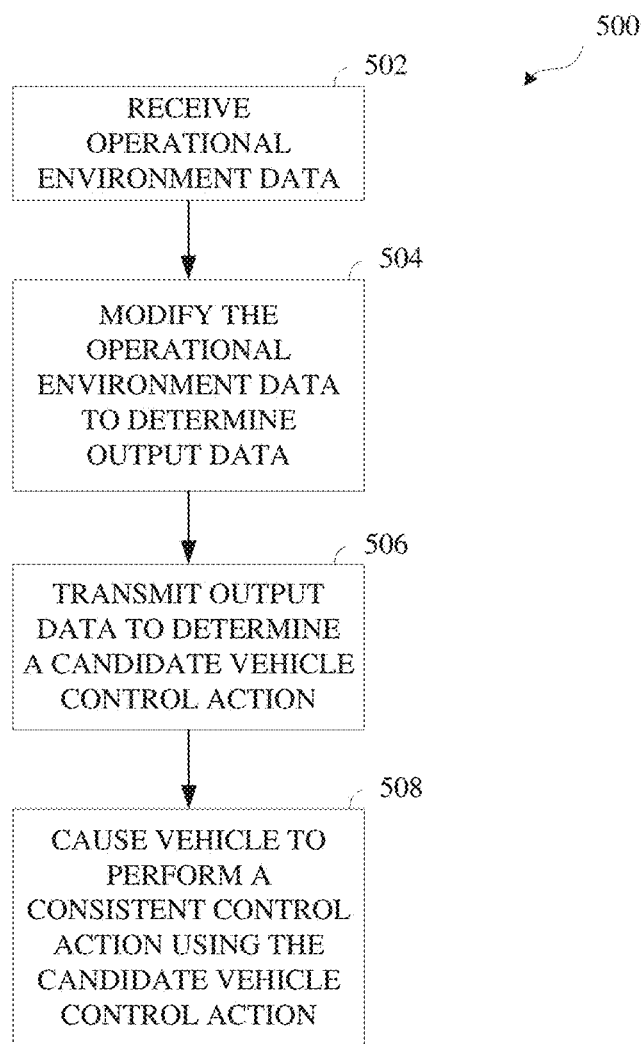 500
502
RECEIVE
OPERATIONAL
ENVIRONMENT DATA
504
MODIFY THE
OPERATIONAL
ENVIRONMENT DATA
TO DETERMINE
OUTPUT DATA
506
TRANSMIT OUTPUT
DATA TO DETERMINE
A CANDIDATE VEHICLE
CONTROL ACTION
508
CAUSE VEHICLE TO
PERFORM A
CONSISTENT CONTROL
ACTION USING THE
CANDIDATE VEHICLE
CONTROL ACTION